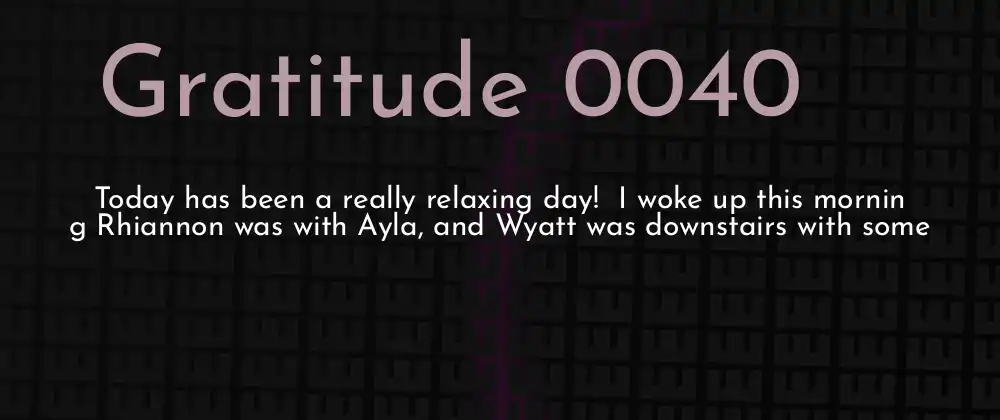 Gratitude 0040
Today has been a really relaxing day!  I woke up this mornin
g Rhiannon was with Ayla, and Wyatt was downstairs with some